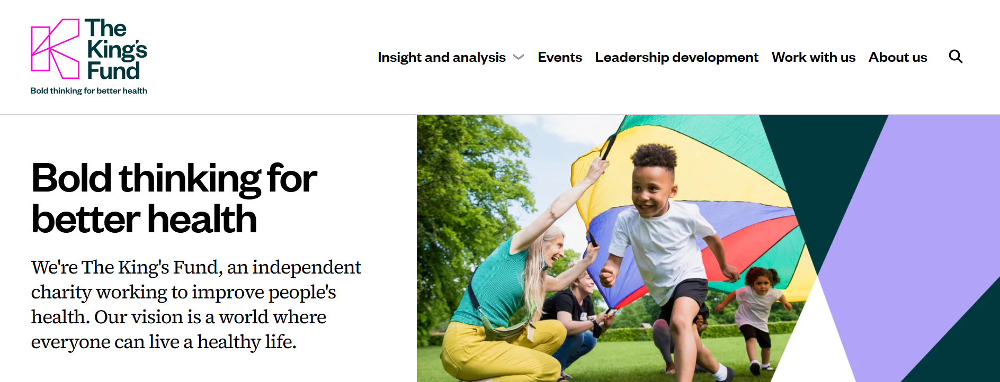 The
King's
Fund
Bold thinking for better health
Insight and analysis Events Leadership development Work with us About us
Bold thinking for
better health
We're The King's Fund, an independent
charity working to improve people's
health. Our vision is a world where
everyone can live a healthy life.